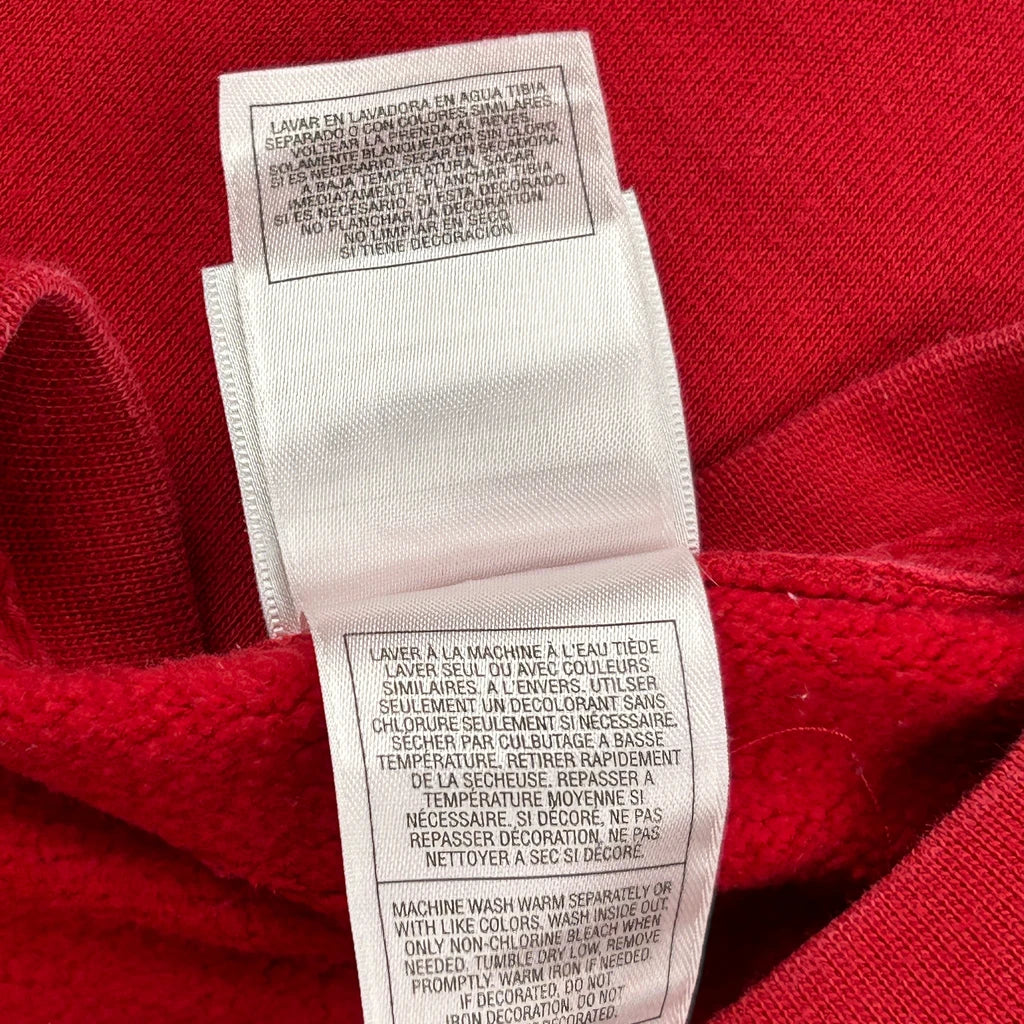 LAVAR EN LAVADORA EN AGUA TIBIA
SEPARADO O CON COLORES SIMILARES.
VOLTEAR LA PRENDA AL REVES.
SOLAMENTE BLANQUEADOR SIN CLORO
SI ES NECESARIO. SECAR EN SECADORA
A BAJA TEMPERATURA, SACAR
IMEDIATAMENTE, PLANCHAR TIBIA
SI ES NECESARIO. SI ESTA DECORADO,
NO PLANCHAR LA DECORATION.
NO LIMPIAR EN SECO
SI TIENE DECORACION.
LAVER À LA MACHINE À L'EAU TIÈDE
LAVER SEUL OU AVEC COULEURS
SIMILAIRES. A L'ENVERS. UTILSER
SEULEMENT UN DECOLORANT SANS
CHLORURE SEULEMENT SI NÉCESSAIRE.
SÉCHER PAR CULBUTAGE A BASSE
TEMPÉRATURE, RETIRER RAPIDEMENT
DE LA SECHEUSE. REPASSER A
TEMPÉRATURE MOYENNE SI
NÉCESSAIRE. SI DÉCORÉ, NE PAS
REPASSER DÉCORATION, NE PAS
NETTOYER A SEC SI DÉCORÉ.
MACHINE WASH WARM SEPARATELY OR
WITH LIKE COLORS, WASH INSIDE OUT,
ONLY NON-CHLORINE BLEACH WHEN
NEEDED, TUMBLE DRY LOW, REMOVE
PROMPTLY. WARM IRON IF NEEDED.
IF DECORATED, DO NOT
IRON DECORATION. DO NOT
DECORATED.